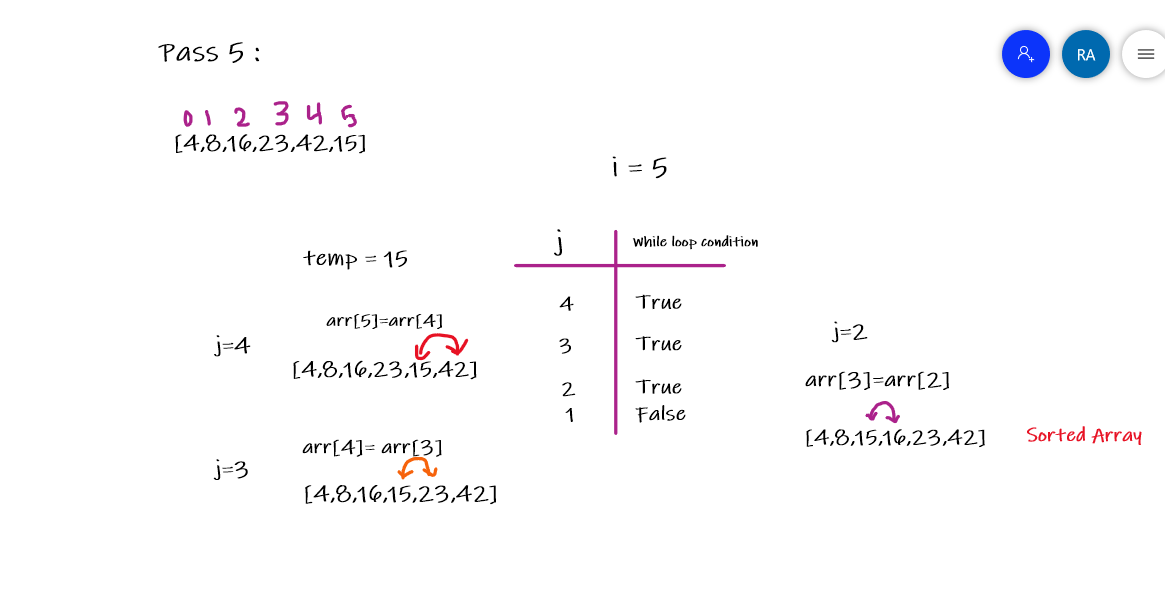 Pass 5 :
RA
0 1 2 3 4 5
[4,8,16,23,42,15]
i = 5
j While loop condition
temp = 15
4 True
arr[5]=arr[4]
j=4
[4,8,16,23,15,42]
3 True
2 True
1 False
j=2
arr[3]=arr[2]
[4,8,15,16,23,42] Sorted Array
arr[4]= arr[3]
j=3
[4,8,16,15,23,42]